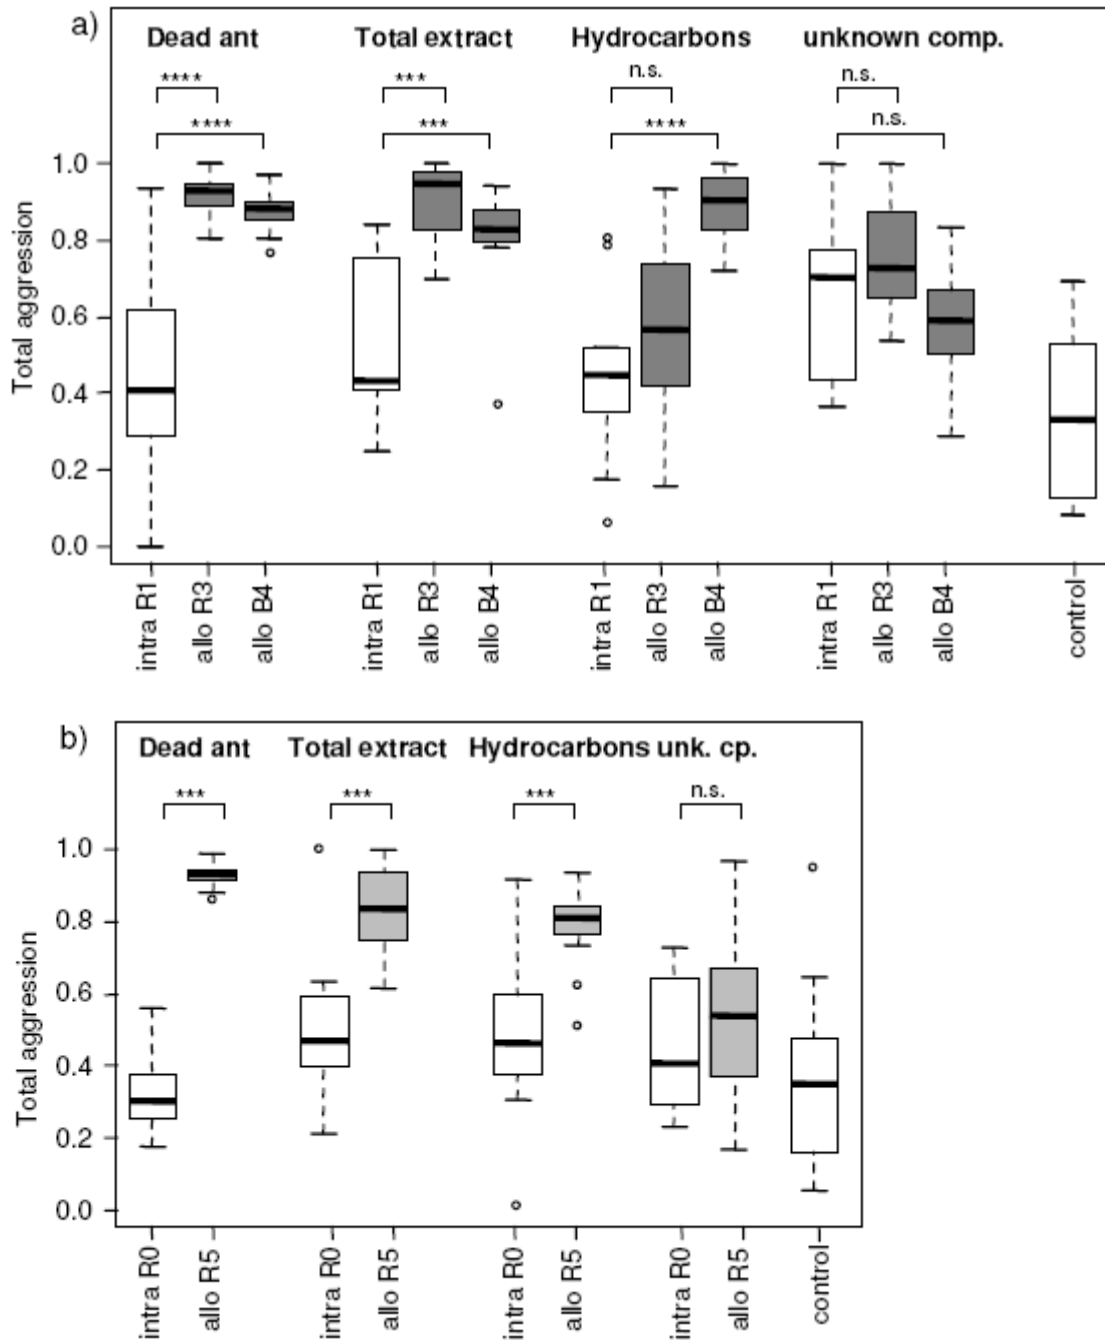 a)
Dead ant Total extract Hydrocarbons unknown comp.
**** *** n.s. n.s.
**** *** **** n.s.
Total aggression
1.0
0.8
0.6
0.4
0.2
0.0
intra R1 allo R3 allo B4 intra R1 allo R3 allo B4 intra R1 allo R3 allo B4 intra R1 allo R3 allo B4 control
b)
Dead ant Total extract Hydrocarbons unk. cp.
*** *** *** n.s.
Total aggression
1.0
0.8
0.6
0.4
0.2
0.0
intra R0 allo R5 intra R0 allo R5 intra R0 allo R5 intra R0 allo R5 control